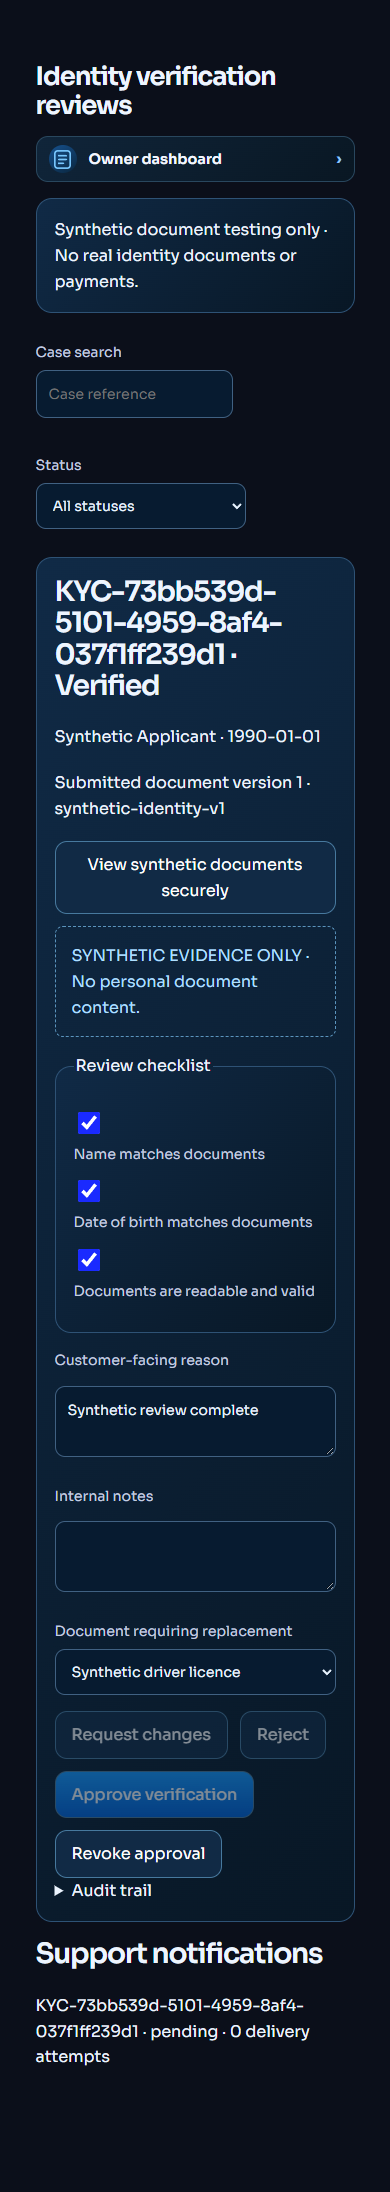 Identity verification
reviews
Owner dashboard ›
Synthetic document testing only ·
No real identity documents or
payments.
Case search
Case reference
Status
All statuses
KYC-73bb539d-
5101-4959-8af4-
037f1ff239d1 ·
Verified
Synthetic Applicant · 1990-01-01
Submitted document version 1 ·
synthetic-identity-v1
View synthetic documents
securely
SYNTHETIC EVIDENCE ONLY ·
No personal document
content.
Review checklist
Name matches documents
Date of birth matches documents
Documents are readable and valid
Customer-facing reason
Synthetic review complete
Internal notes
Document requiring replacement
Synthetic driver licence
Request changes Reject
Approve verification
Revoke approval
Audit trail
Support notifications
KYC-73bb539d-5101-4959-8af4-
037f1ff239d1 · pending · 0 delivery
attempts